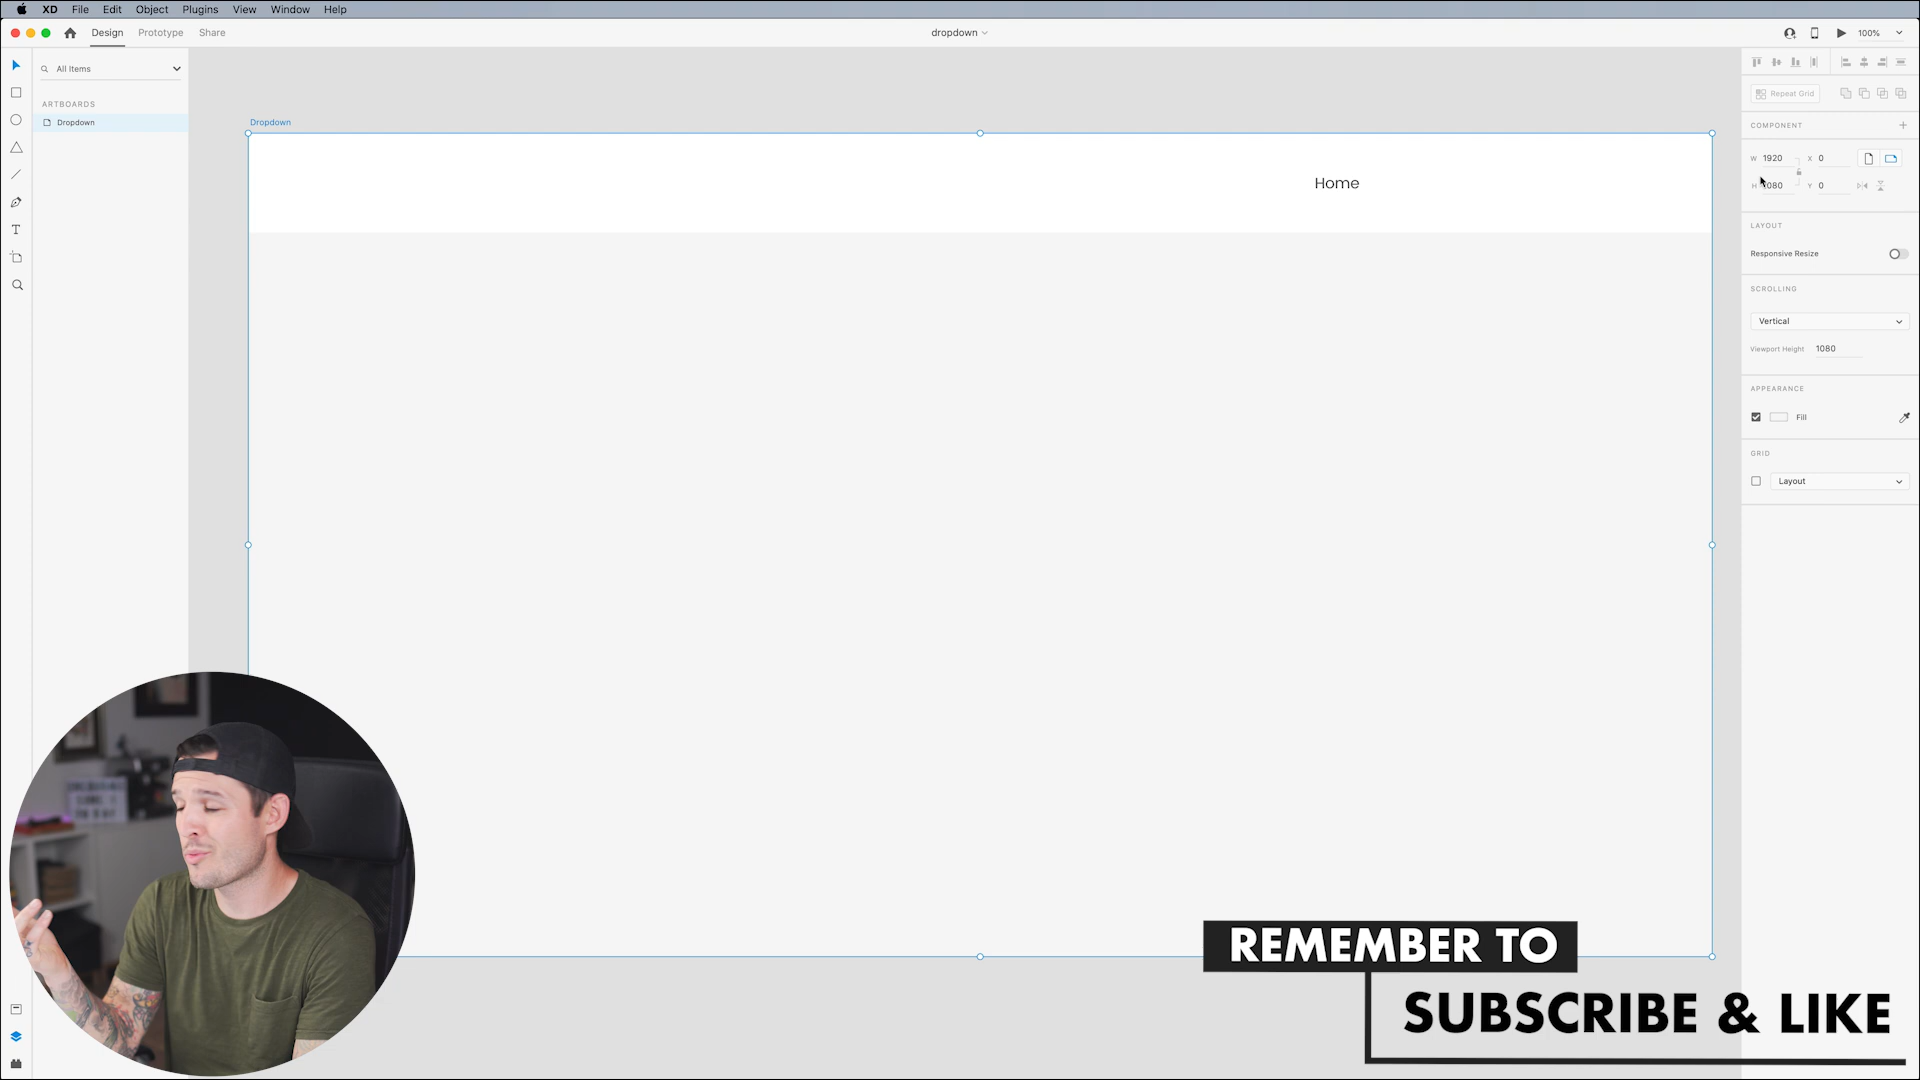 XD File Edit Object Plugins View Window Help
Design Prototype Share
dropdown
100%
All Items
ARTBOARDS
Dropdown
Dropdown
Home
Repeat Grid
COMPONENT
W 1920 X 0
H 1080 Y 0
LAYOUT
Responsive Resize
SCROLLING
Vertical
Viewport Height 1080
APPEARANCE
Fill
GRID
Layout
REMEMBER TO
SUBSCRIBE & LIKE